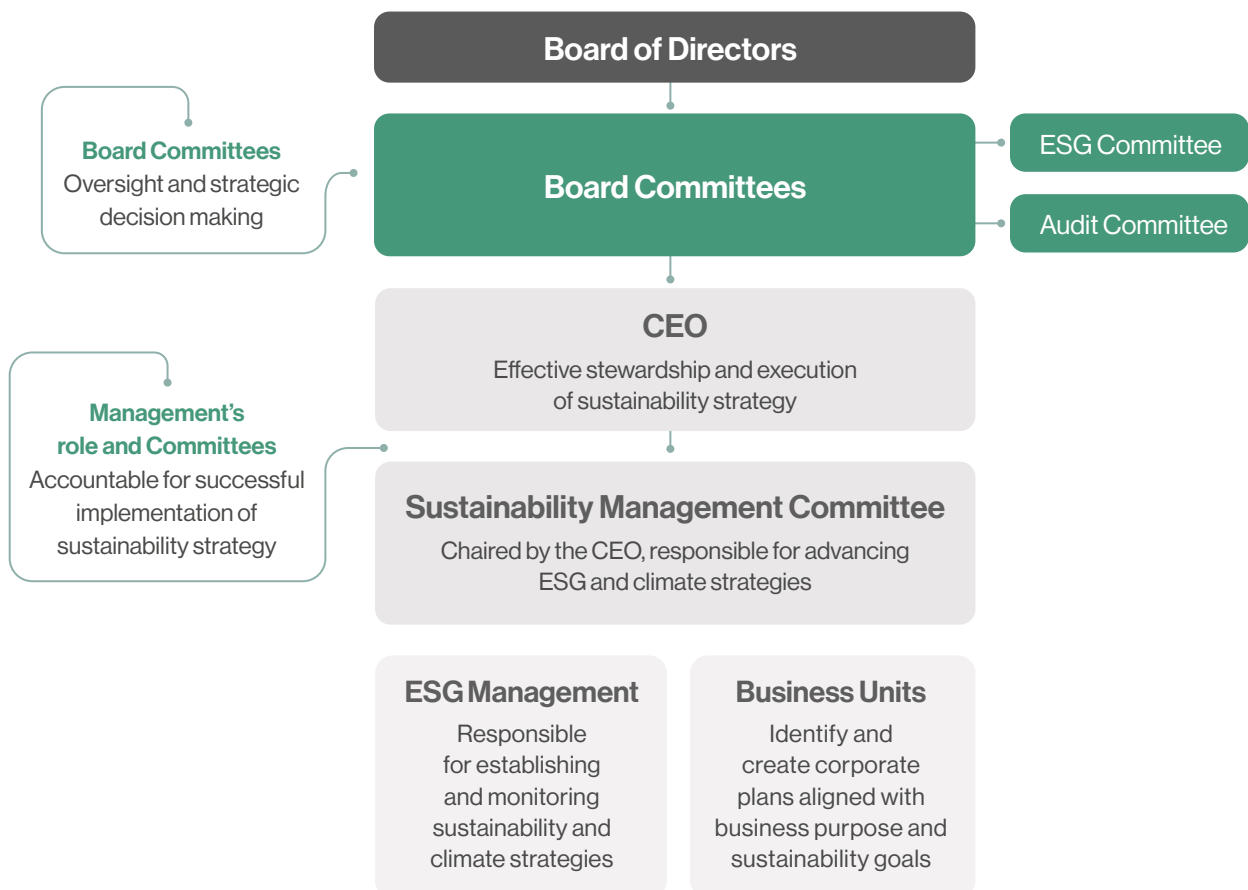 Board of Directors
Board Committees
Oversight and strategic
decision making
Board Committees
ESG Committee
Audit Committee
CEO
Effective stewardship and execution
of sustainability strategy
Management’s
role and Committees
Accountable for successful
implementation of
sustainability strategy
Sustainability Management Committee
Chaired by the CEO, responsible for advancing
ESG and climate strategies
ESG Management
Responsible
for establishing
and monitoring
sustainability and
climate strategies
Business Units
Identify and
create corporate
plans aligned with
business purpose and
sustainability goals